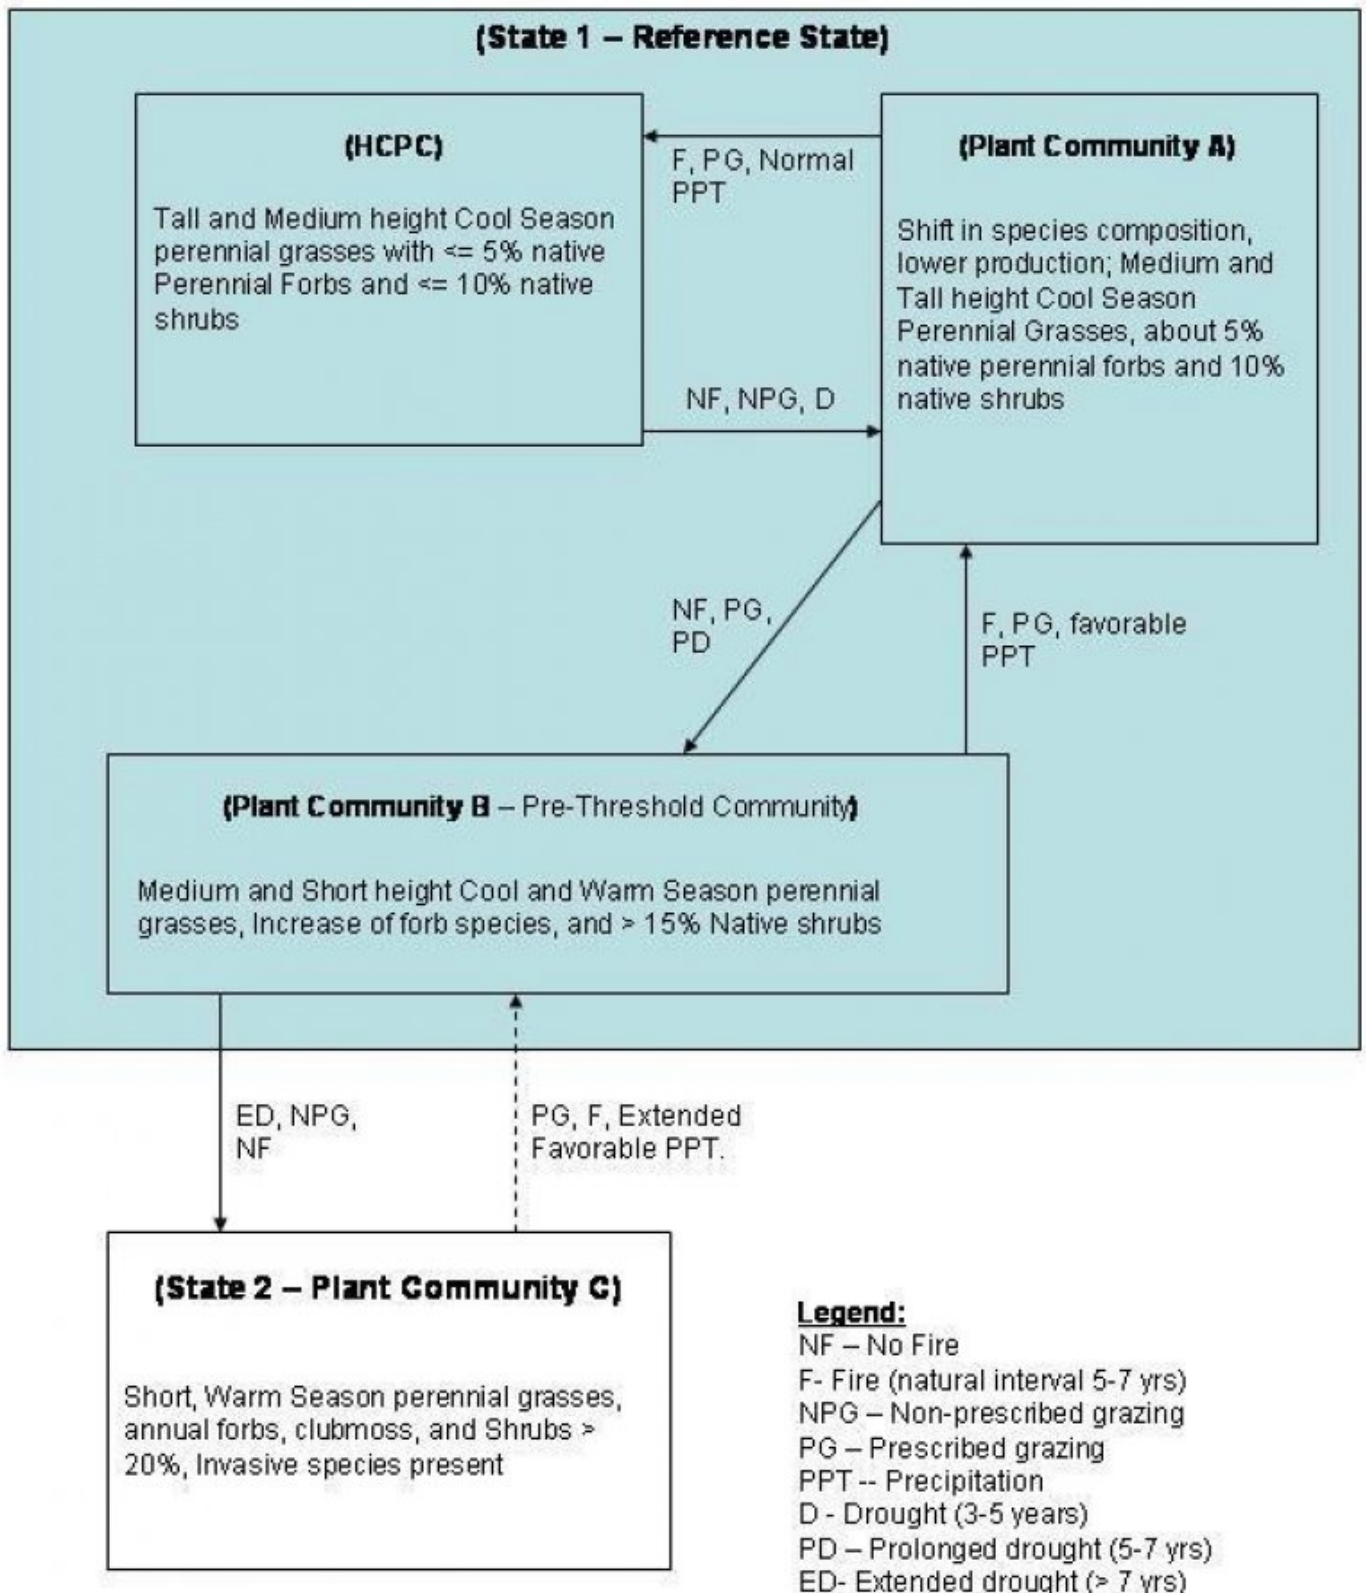 (State 1 – Reference State)
(HCPC)
Tall and Medium height Cool Season
perennial grasses with <= 5% native
Perennial Forbs and <= 10% native
shrubs
F, PG, Normal
PPT
NF, NPG, D
(Plant Community A)
Shift in species composition,
lower production; Medium and
Tall height Cool Season
Perennial Grasses, about 5%
native perennial forbs and 10%
native shrubs
NF, PG,
PD
F, PG, favorable
PPT
(Plant Community B – Pre-Threshold Community)
Medium and Short height Cool and Warm Season perennial
grasses, Increase of forb species, and > 15% Native shrubs
ED, NPG,
NF
PG, F, Extended
Favorable PPT.
(State 2 – Plant Community C)
Short, Warm Season perennial grasses,
annual forbs, clubmoss, and Shrubs >
20%, Invasive species present
Legend:
NF – No Fire
F- Fire (natural interval 5-7 yrs)
NPG – Non-prescribed grazing
PG – Prescribed grazing
PPT -- Precipitation
D - Drought (3-5 years)
PD – Prolonged drought (5-7 yrs)
ED- Extended drought (> 7 yrs)